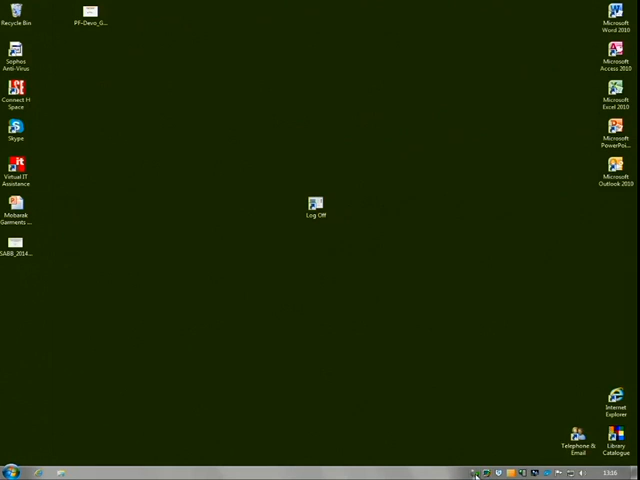 Recycle Bin
PF-Devo_G...
Microsoft
Word 2010
Sophos
Anti-Virus
Microsoft
Access 2010
Connect H
Space
Microsoft
Excel 2010
Skype
Microsoft
PowerPoi...
Virtual IT
Assistance
Microsoft
Outlook 2010
Mobarak
Garments ...
Log Off
SABB_2014...
Internet
Explorer
Telephone &
Email
Library
Catalogue
13:16